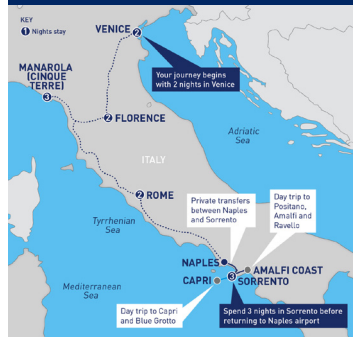 KEY
1 Nights stay
VENICE 2
Your journey begins
with 2 nights in Venice
MANAROLA
(CINQUE
TERRE)
3
2 FLORENCE
Adriatic
Sea
ITALY
2 ROME
Private transfers
between Naples
and Sorrento
Day trip to
Positano,
Amalfi and
Ravello
Tyrrhenian
Sea
NAPLES
AMALFI COAST
CAPRI
3 SORRENTO
Mediterranean
Sea
Day trip to Capri
and Blue Grotto
Spend 3 nights in Sorrento before
returning to Naples airport